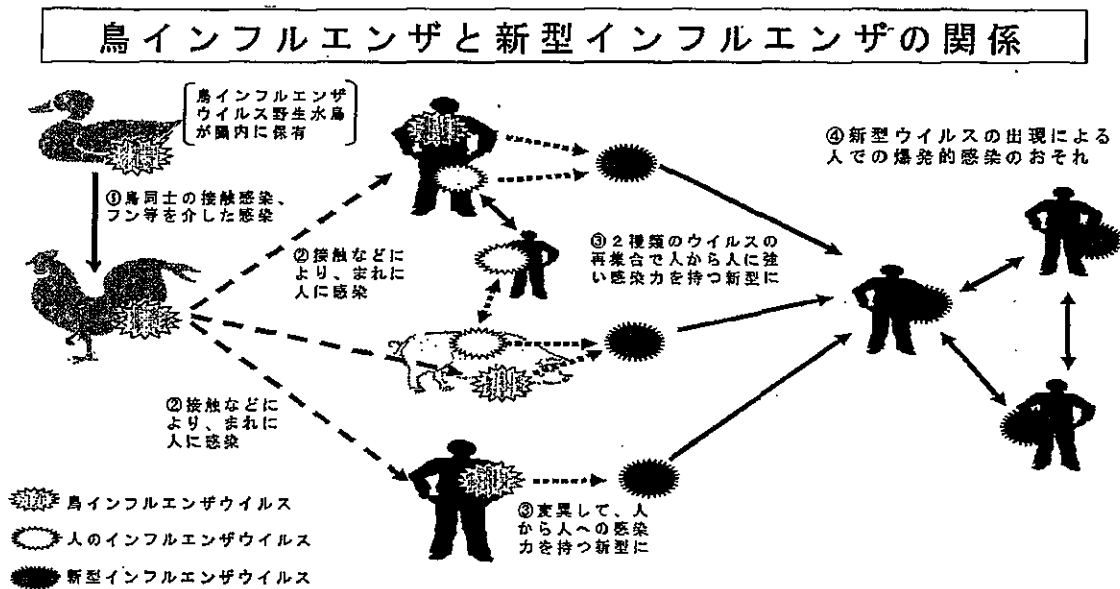 鳥インフルエンザと新型インフルエンザの関係
鳥インフルエンザ
ウイルス野生水鳥
が腸内に保有
①鳥同士の接触感染、
フン等を介した感染
②接触などに
より、まれに
人に感染
②接触などに
より、まれに
人に感染
③2種類のウイルスの
再集合で人から人に強
い感染力を持つ新型に
③変異して、人
から人への感染
力を持つ新型に
④新型ウイルスの出現による
人での爆発的感染のおそれ
鳥インフルエンザウイルス
人のインフルエンザウイルス
新型インフルエンザウイルス